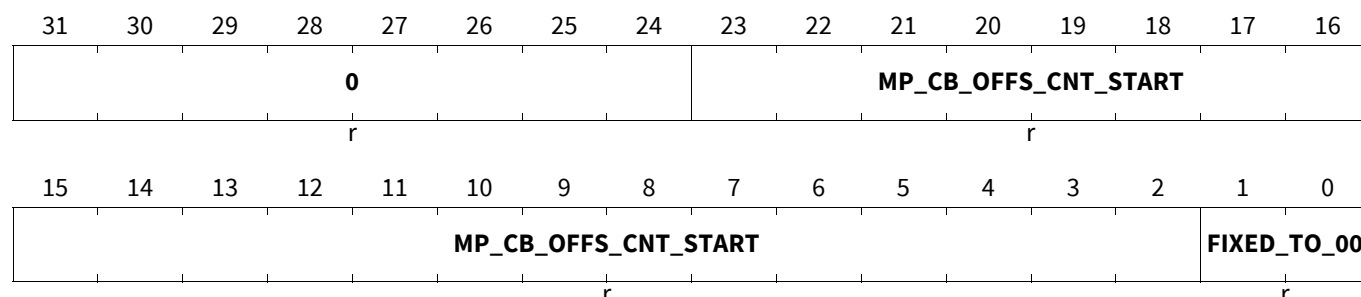 31 30 29 28 27 26 25 24 23 22 21 20 19 18 17 16
0 MP_CB_OFFS_CNT_START
r r
15 14 13 12 11 10 9 8 7 6 5 4 3 2 1 0
MP_CB_OFFS_CNT_START FIXED_TO_00
r r